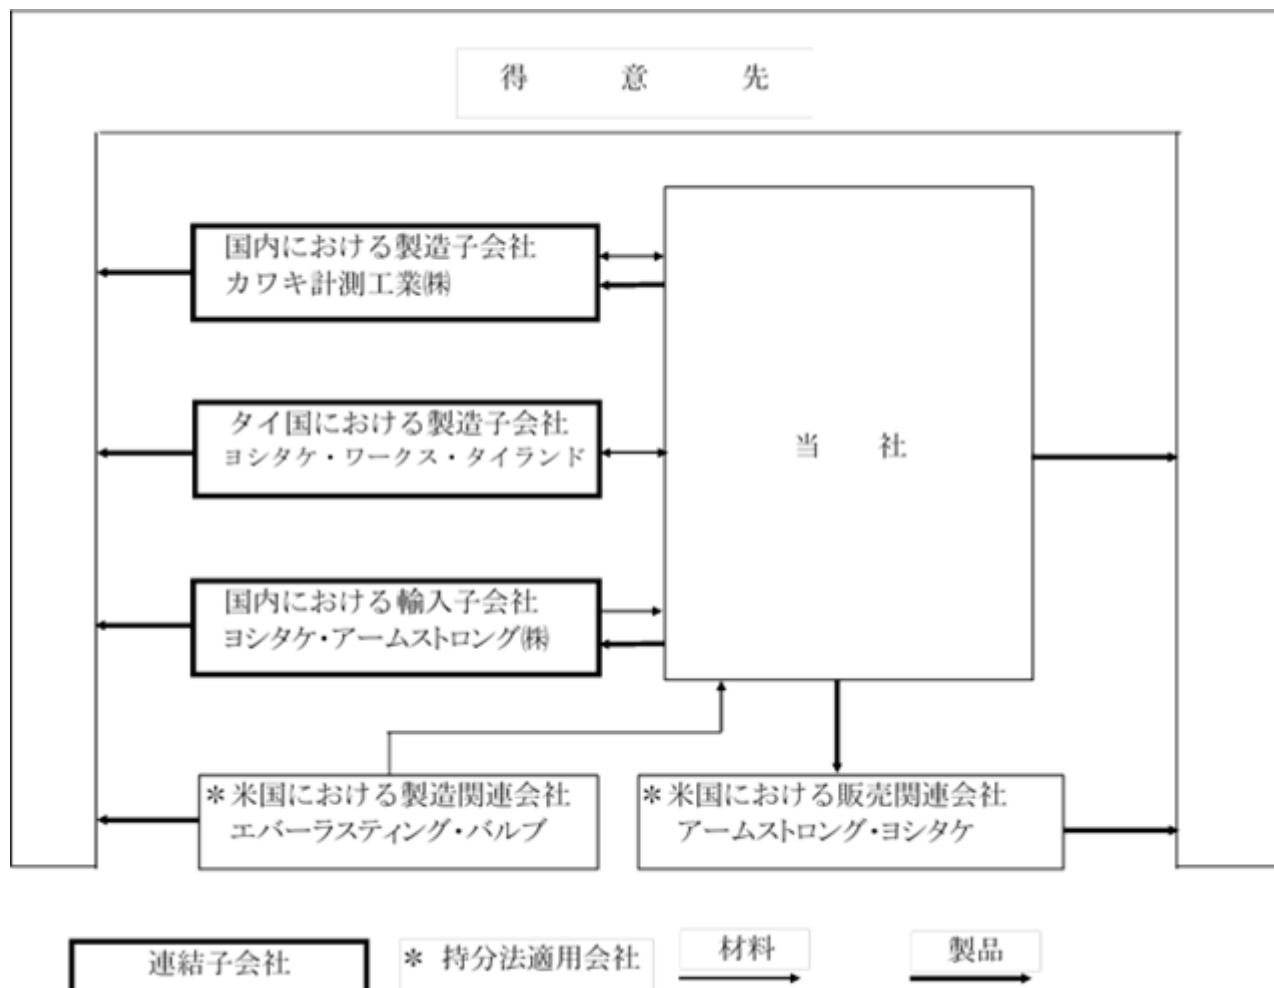 得意先
国内における製造子会社
カワキ計測工業㈱
タイ国における製造子会社
ヨシタケ・ワークス・タイランド
当社
国内における輸入子会社
ヨシタケ・アームストロング㈱
＊米国における製造関連会社
エバーラスティング・バルブ
＊米国における販売関連会社
アームストロング・ヨシタケ
連結子会社
＊ 持分法適用会社
材料
製品